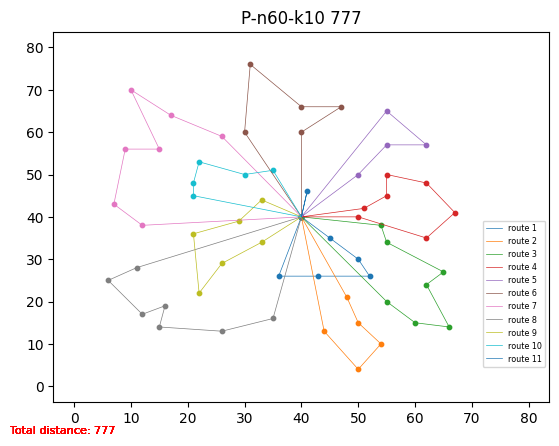 P-n60-k10 777
80
70
60
50
40
30
20
10
0
route 1
route 2
route 3
route 4
route 5
route 6
route 7
route 8
route 9
route 10
route 11
0 10 20 30 40 50 60 70 80
Total distance: 777